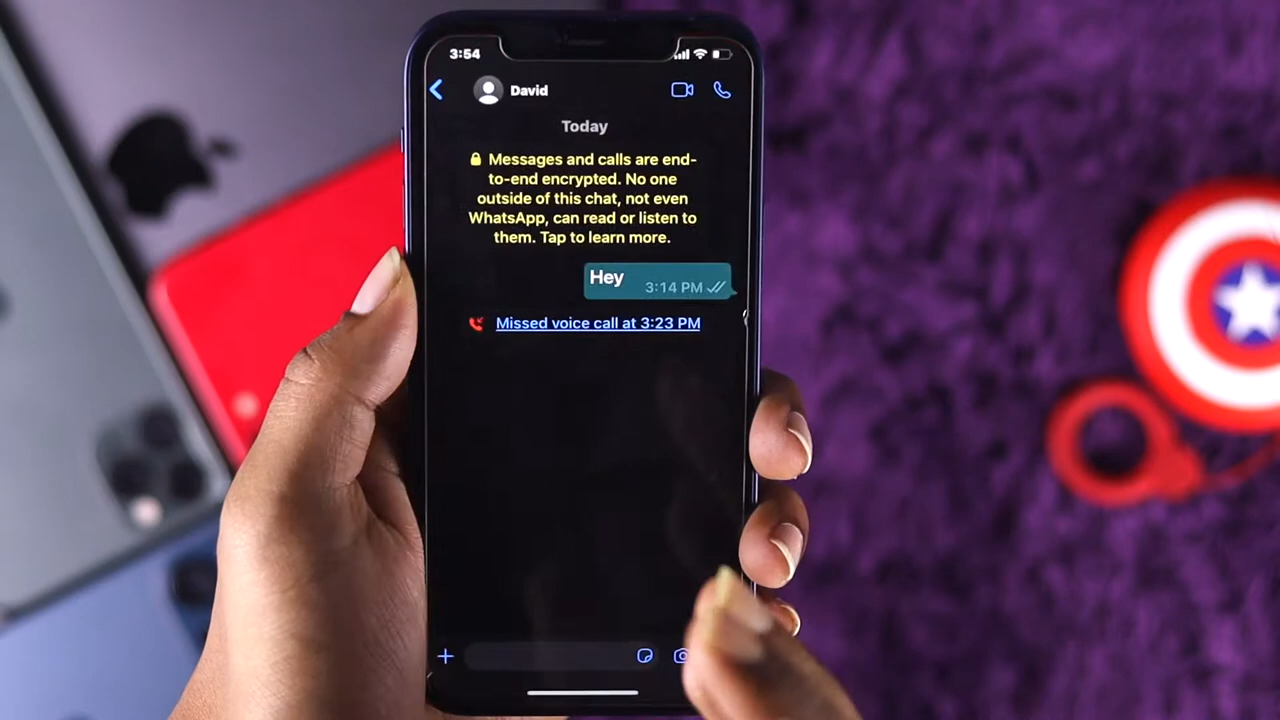 3:54
David
Today
Messages and calls are end-
to-end encrypted. No one
outside of this chat, not even
WhatsApp, can read or listen to
them. Tap to learn more.
Hey
3:14 PM
Missed voice call at 3:23 PM